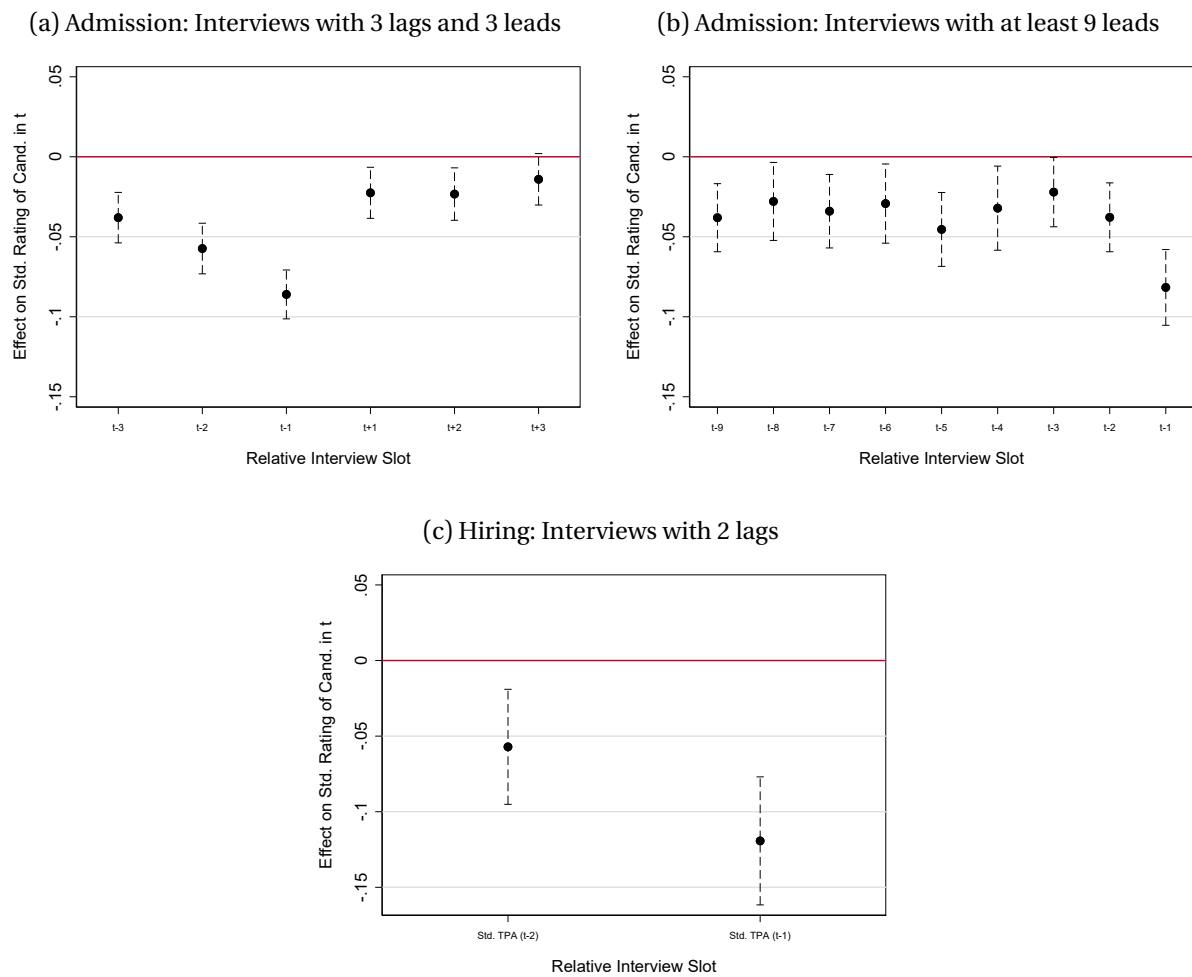 (a) Admission: Interviews with 3 lags and 3 leads
Effect on Std. Rating of Cand. in t
.05
0
-.05
-.1
-.15
t-3 t-2 t-1 t+1 t+2 t+3
Relative Interview Slot
(b) Admission: Interviews with at least 9 leads
Effect on Std. Rating of Cand. in t
.05
0
-.05
-.1
-.15
t-9 t-8 t-7 t-6 t-5 t-4 t-3 t-2 t-1
Relative Interview Slot
(c) Hiring: Interviews with 2 lags
Effect on Std. Rating of Cand. in t
.05
0
-.05
-.1
-.15
Std. TPA (t-2) Std. TPA (t-1)
Relative Interview Slot